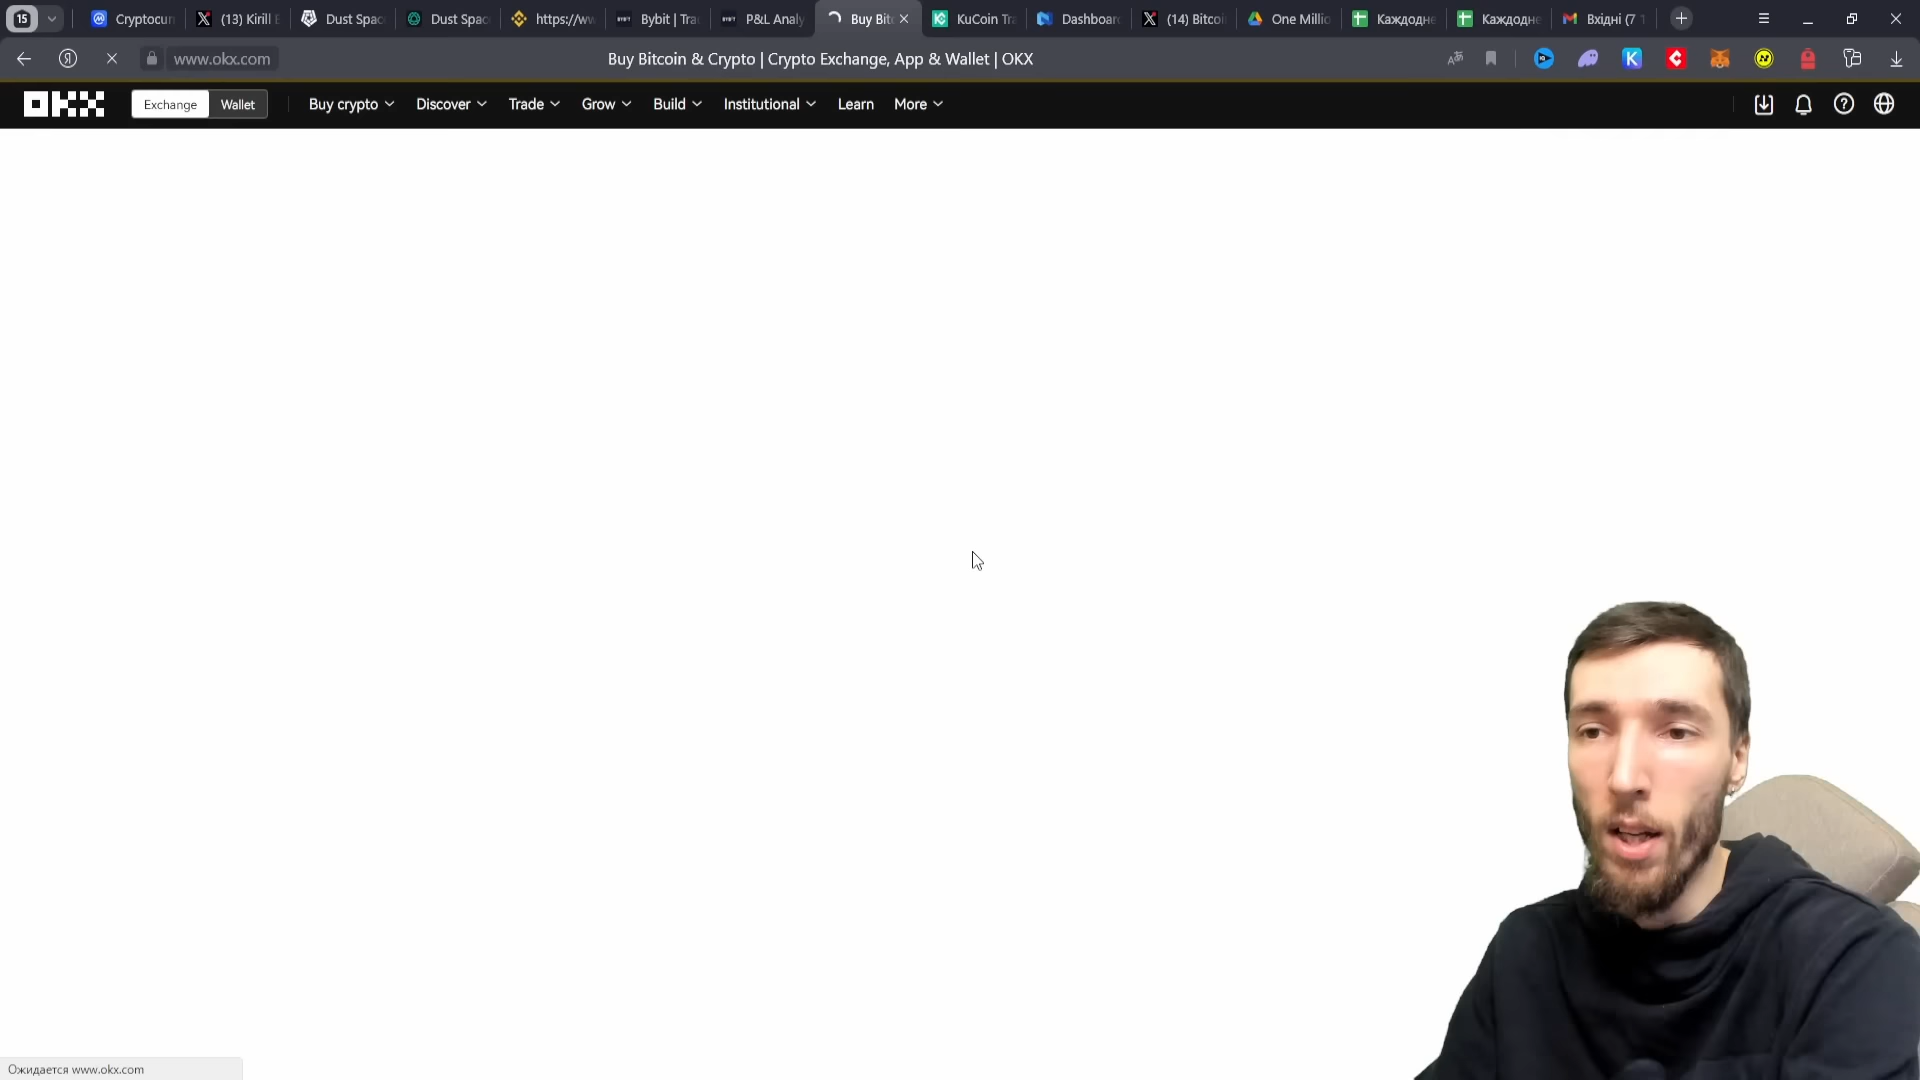 15
Cryptocur
(13) Kirill
Dust Spac
Dust Spac
https://w
Bybit | Tra
P&L Analy
Buy Bit
KuCoin Tr
Dashboar
(14) Bitcoi
One Millio
Каждодне
Каждодне
Вхідні (7
www.okx.com
Buy Bitcoin & Crypto | Crypto Exchange, App & Wallet | OKX
OKX
Exchange
Wallet
Buy crypto
Discover
Trade
Grow
Build
Institutional
Learn
More
Ожидается www.okx.com